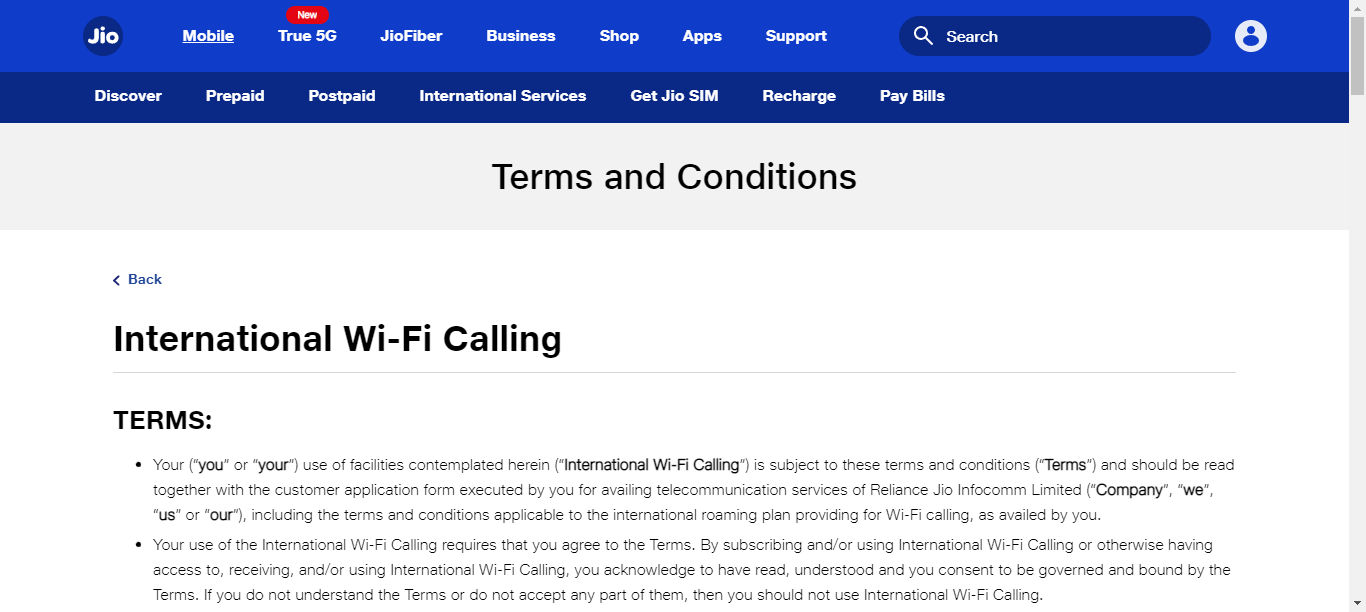 New
Jio Mobile True 5G JioFiber Business Shop Apps Support Search
Discover Prepaid Postpaid International Services Get Jio SIM Recharge Pay Bills
Terms and Conditions
Back
International Wi-Fi Calling
TERMS:
• Your (“you” or “your”) use of facilities contemplated herein (“International Wi-Fi Calling”) is subject to these terms and conditions (“Terms”) and should be read
together with the customer application form executed by you for availing telecommunication services of Reliance Jio Infocomm Limited (“Company”, “we”,
“us” or “our”), including the terms and conditions applicable to the international roaming plan providing for Wi-Fi calling, as availed by you.
• Your use of the International Wi-Fi Calling requires that you agree to the Terms. By subscribing and/or using International Wi-Fi Calling or otherwise having
access to, receiving, and/or using International Wi-Fi Calling, you acknowledge to have read, understood and you consent to be governed and bound by the
Terms. If you do not understand the Terms or do not accept any part of them, then you should not use International Wi-Fi Calling.